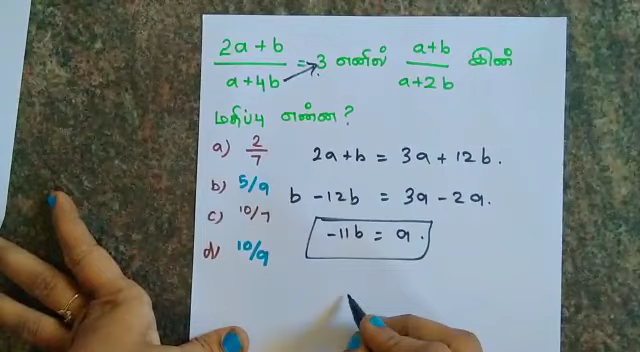 2a+b/a+4b = 3 எனில் a+b/a+2b இன்
மதிப்பு என்ன?
a) 2/7
2a+b = 3a+12b.
b) 5/9
b-12b = 3a-2a.
c) 10/7
-11b = a.
d) 10/9